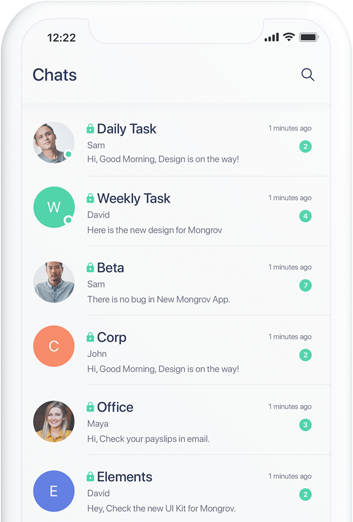 12:22
Chats
Daily Task
1 minutes ago
Sam
2
Hi, Good Morning, Design is on the way!
W
Weekly Task
1 minutes ago
David
4
Here is the new design for Mongrov
Beta
1 minutes ago
Sam
7
There is no bug in New Mongrov App.
C
Corp
1 minutes ago
John
2
Hi, Good Morning, Design is on the way!
Office
1 minutes ago
Maya
3
Hi, Check your payslips in email.
E
Elements
1 minutes ago
David
2
Hey, Check the new UI Kit for Mongrov.